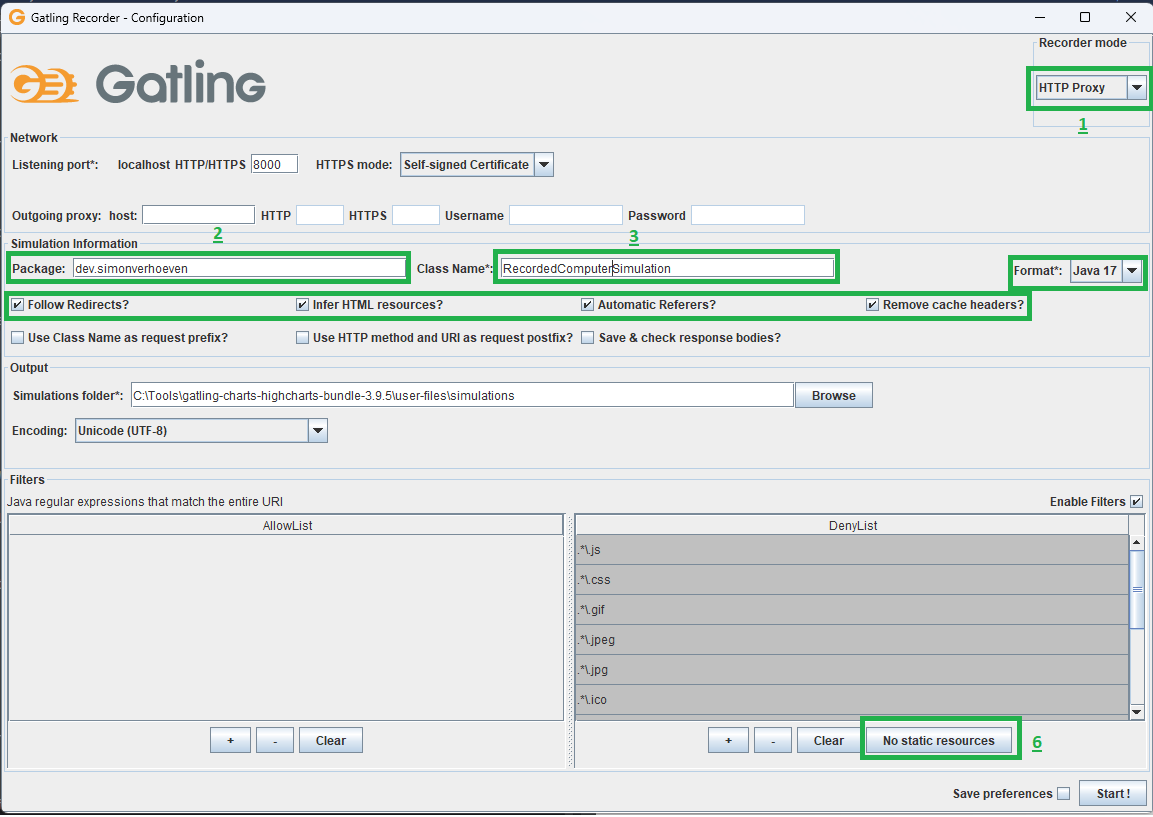 Gatling Recorder - Configuration
Gatling
Recorder mode
HTTP Proxy
1
Network
Listening port*: localhost HTTP/HTTPS 8000 HTTPS mode: Self-signed Certificate
Outgoing proxy: host: HTTP HTTPS Username Password
2 3
Simulation Information
Package: dev.simonverhoeven Class Name*: RecordedComputerSimulation Format*: Java 17
Follow Redirects? Infer HTML resources? Automatic Referers? Remove cache headers?
Use Class Name as request prefix? Use HTTP method and URI as request postfix? Save & check response bodies?
Output
Simulations folder*: C:\Tools\gatling-charts-highcharts-bundle-3.9.5\user-files\simulations Browse
Encoding: Unicode (UTF-8)
Filters
Java regular expressions that match the entire URI Enable Filters
AllowList DenyList
.*\.js
.*\.css
.*\.gif
.*\.jpeg
.*\.jpg
.*\.ico
+ - Clear + - Clear No static resources 6
Save preferences Start !